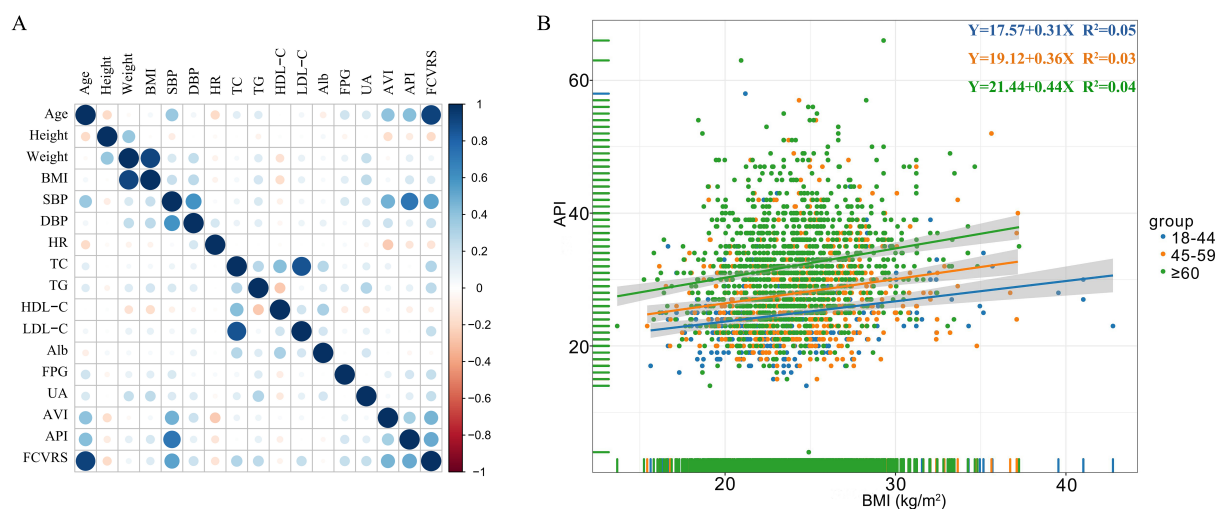 A
Age Height Weight BMI SBP DBP HR TC TG HDL-C LDL-C Alb FPG UA AVI API FCVRS
Age
Height
Weight
BMI
SBP
DBP
HR
TC
TG
HDL-C
LDL-C
Alb
FPG
UA
AVI
API
FCVRS
1
0.8
0.6
0.4
0.2
0
-0.2
-0.4
-0.6
-0.8
-1
B
Y=17.57+0.31X R²=0.05
Y=19.12+0.36X R²=0.03
Y=21.44+0.44X R²=0.04
API
60
40
20
20 30 40
BMI (kg/m²)
group
18-44
45-59
≥60